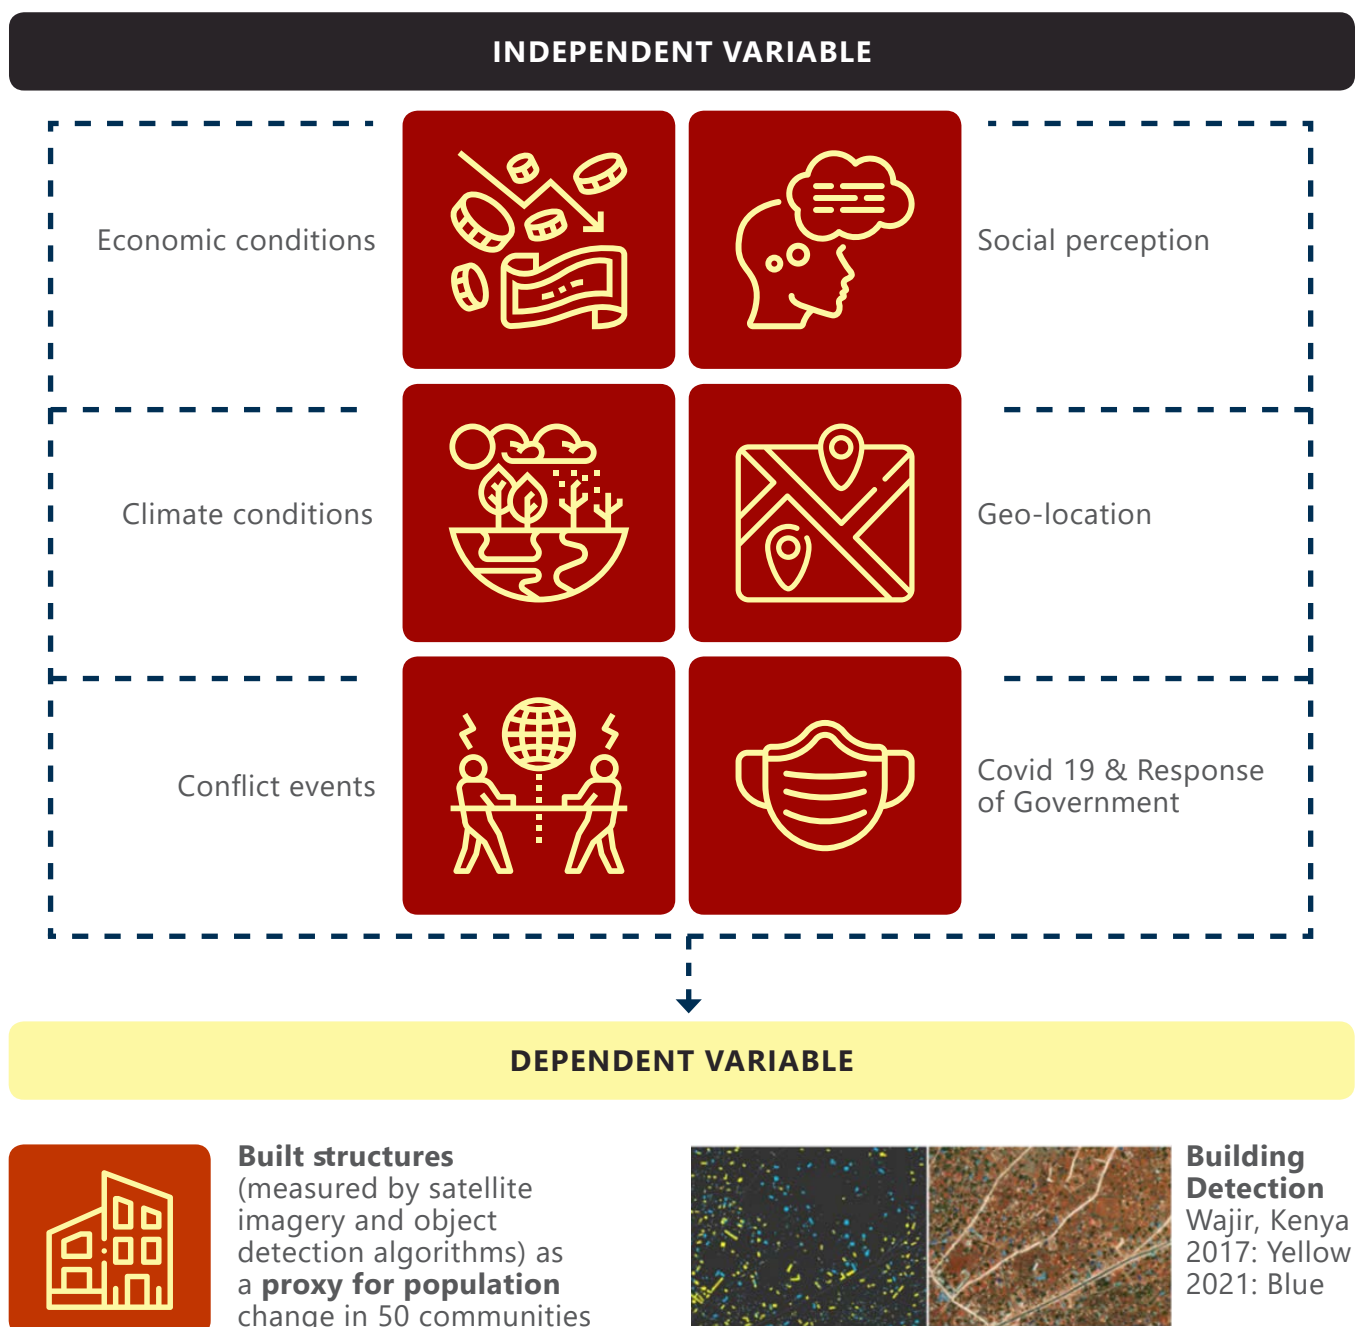 INDEPENDENT VARIABLE
Economic conditions
Social perception
Climate conditions
Geo-location
Conflict events
Covid 19 & Response
of Government
DEPENDENT VARIABLE
Built structures
(measured by satellite
imagery and object
detection algorithms) as
a proxy for population
change in 50 communities
Building
Detection
Wajir, Kenya
2017: Yellow
2021: Blue